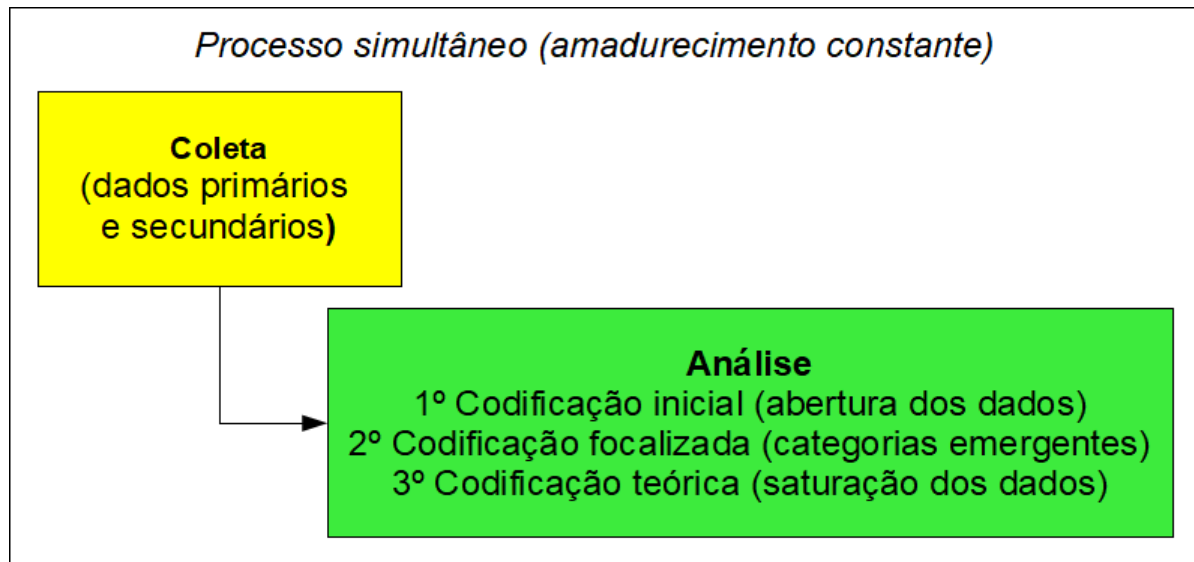 Processo simultâneo (amadurecimento constante)
Coleta
(dados primários
e secundários)
Análise
1º Codificação inicial (abertura dos dados)
2º Codificação focalizada (categorias emergentes)
3º Codificação teórica (saturação dos dados)